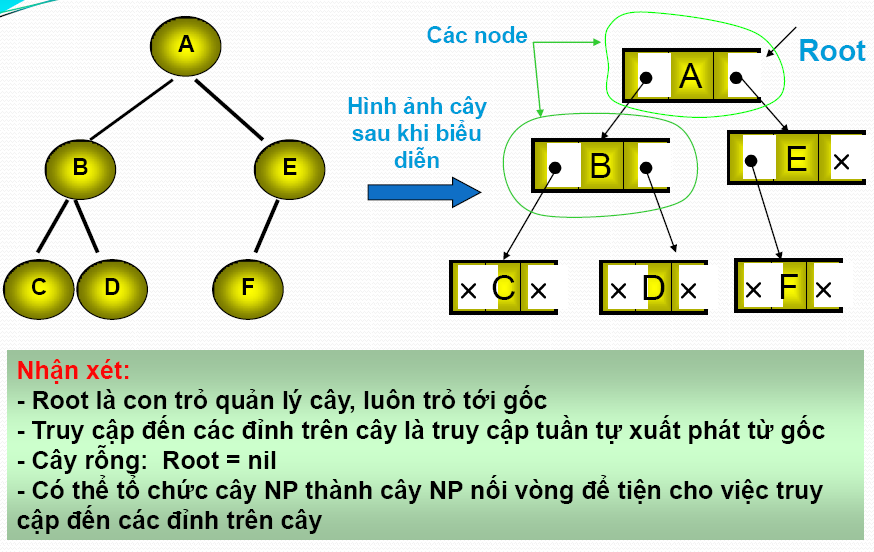 A
B
E
C
D
F
Hình ảnh cây
sau khi biểu
diễn
Các node
Root
A
B
E
×
× C ×
× D ×
× F ×
Nhận xét:
- Root là con trỏ quản lý cây, luôn trỏ tới gốc
- Truy cập đến các đỉnh trên cây là truy cập tuần tự xuất phát từ gốc
- Cây rỗng: Root = nil
- Có thể tổ chức cây NP thành cây NP nối vòng để tiện cho việc truy
cập đến các đỉnh trên cây